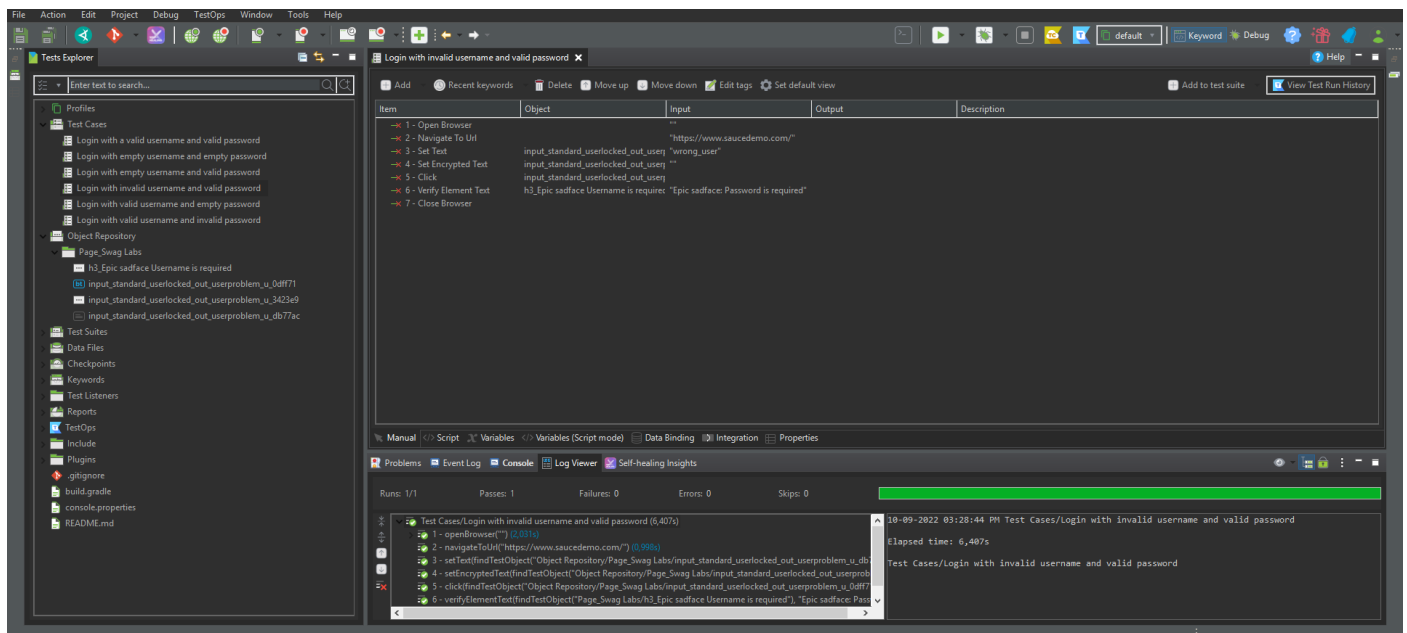 File Action Edit Project Debug TestOps Window Tools Help
default Keyword Debug
Tests Explorer
Enter text to search...
Profiles
Test Cases
Login with a valid username and valid password
Login with empty username and empty password
Login with empty username and valid password
Login with invalid username and valid password
Login with valid username and empty password
Login with valid username and invalid password
Object Repository
Page_Swag Labs
h3_Epic sadface Username is required
input_standard_userlocked_out_userproblem_u_0dff71
input_standard_userlocked_out_userproblem_u_3423e9
input_standard_userlocked_out_userproblem_u_db77ac
Test Suites
Data Files
Checkpoints
Keywords
Test Listeners
Reports
TestOps
Include
Plugins
.gitignore
build.gradle
console.properties
README.md
Login with invalid username and valid password
Help
Add Recent keywords Delete Move up Move down Edit tags Set default view Add to test suite View Test Run History
Item Object Input Output Description
1 - Open Browser ""
2 - Navigate To Url "https://www.saucedemo.com/"
3 - Set Text input_standard_userlocked_out_userp "wrong_user"
4 - Set Encrypted Text input_standard_userlocked_out_userp ""
5 - Click input_standard_userlocked_out_userp
6 - Verify Element Text h3_Epic sadface Username is required "Epic sadface: Password is required"
7 - Close Browser
Manual Script Variables Variables (Script mode) Data Binding Integration Properties
Problems Event Log Console Log Viewer Self-healing Insights
Runs: 1/1 Passes: 1 Failures: 0 Errors: 0 Skips: 0
Test Cases/Login with invalid username and valid password (6,407s)
1 - openBrowser("") (2,031s)
2 - navigateToUrl("https://www.saucedemo.com/") (0,998s)
3 - setText(findTestObject("Object Repository/Page_Swag Labs/input_standard_userlocked_out_userproblem_u_db7
4 - setEncryptedText(findTestObject("Object Repository/Page_Swag Labs/input_standard_userlocked_out_userprob
5 - click(findTestObject("Object Repository/Page_Swag Labs/input_standard_userlocked_out_userproblem_u_0dff7
6 - verifyElementText(findTestObject("Page_Swag Labs/h3_Epic sadface Username is required"), "Epic sadface: Pass
10-09-2022 03:28:44 PM Test Cases/Login with invalid username and valid password
Elapsed time: 6,407s
Test Cases/Login with invalid username and valid password